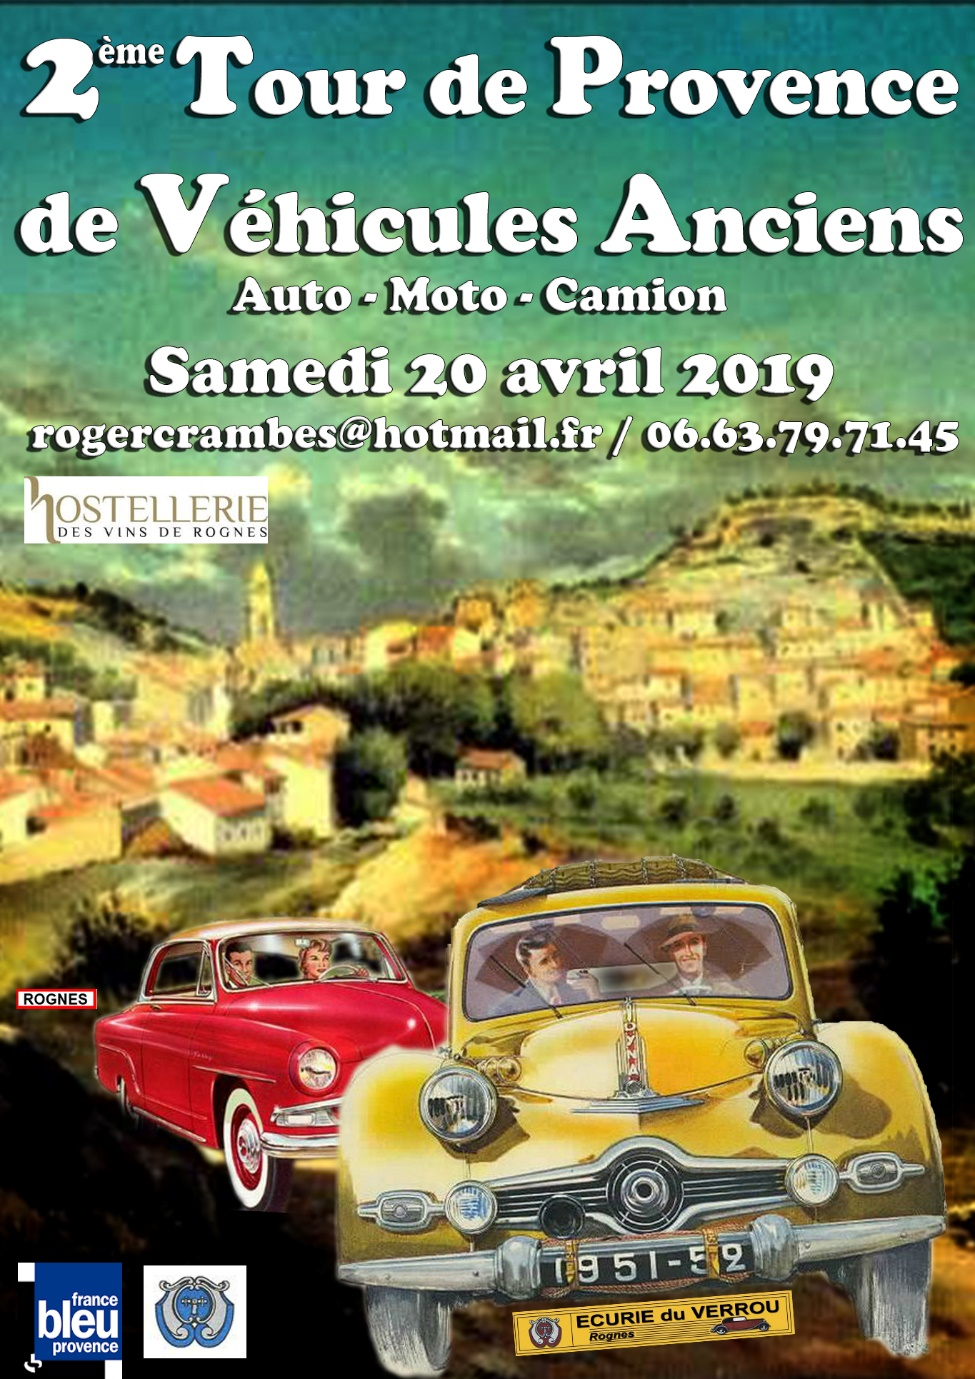 2ème Tour de Provence
de Véhicules Anciens
Auto - Moto - Camion
Samedi 20 avril 2019
rogercrambes@hotmail.fr / 06.63.79.71.45
HOSTELLERIE
DES VINS DE ROGNES
ROGNES
DYNA
1951-52
ECURIE du VERROU
Rognes
france
bleu
provence